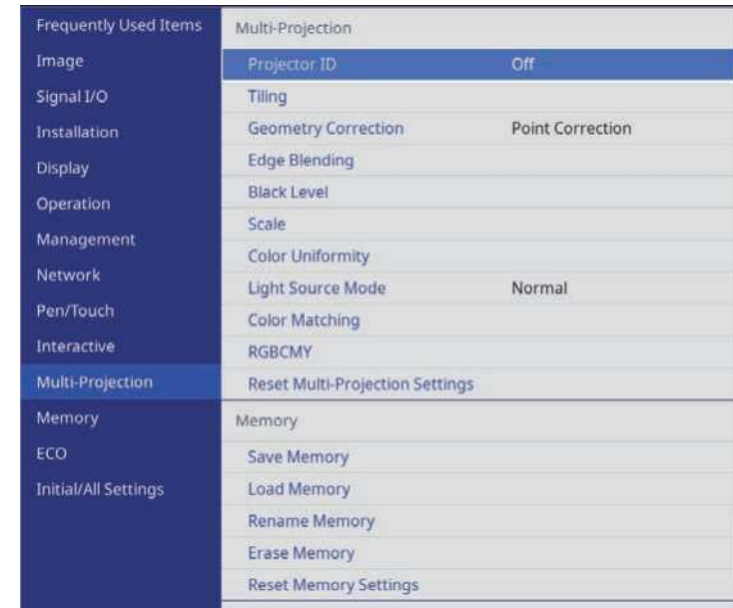 Frequently Used Items
Image
Signal I/O
Installation
Display
Operation
Management
Network
Pen/Touch
Interactive
Multi-Projection
Memory
ECO
Initial/All Settings
Multi-Projection
Projector ID Off
Tiling
Geometry Correction Point Correction
Edge Blending
Black Level
Scale
Color Uniformity
Light Source Mode Normal
Color Matching
RGBCMY
Reset Multi-Projection Settings
Memory
Save Memory
Load Memory
Rename Memory
Erase Memory
Reset Memory Settings